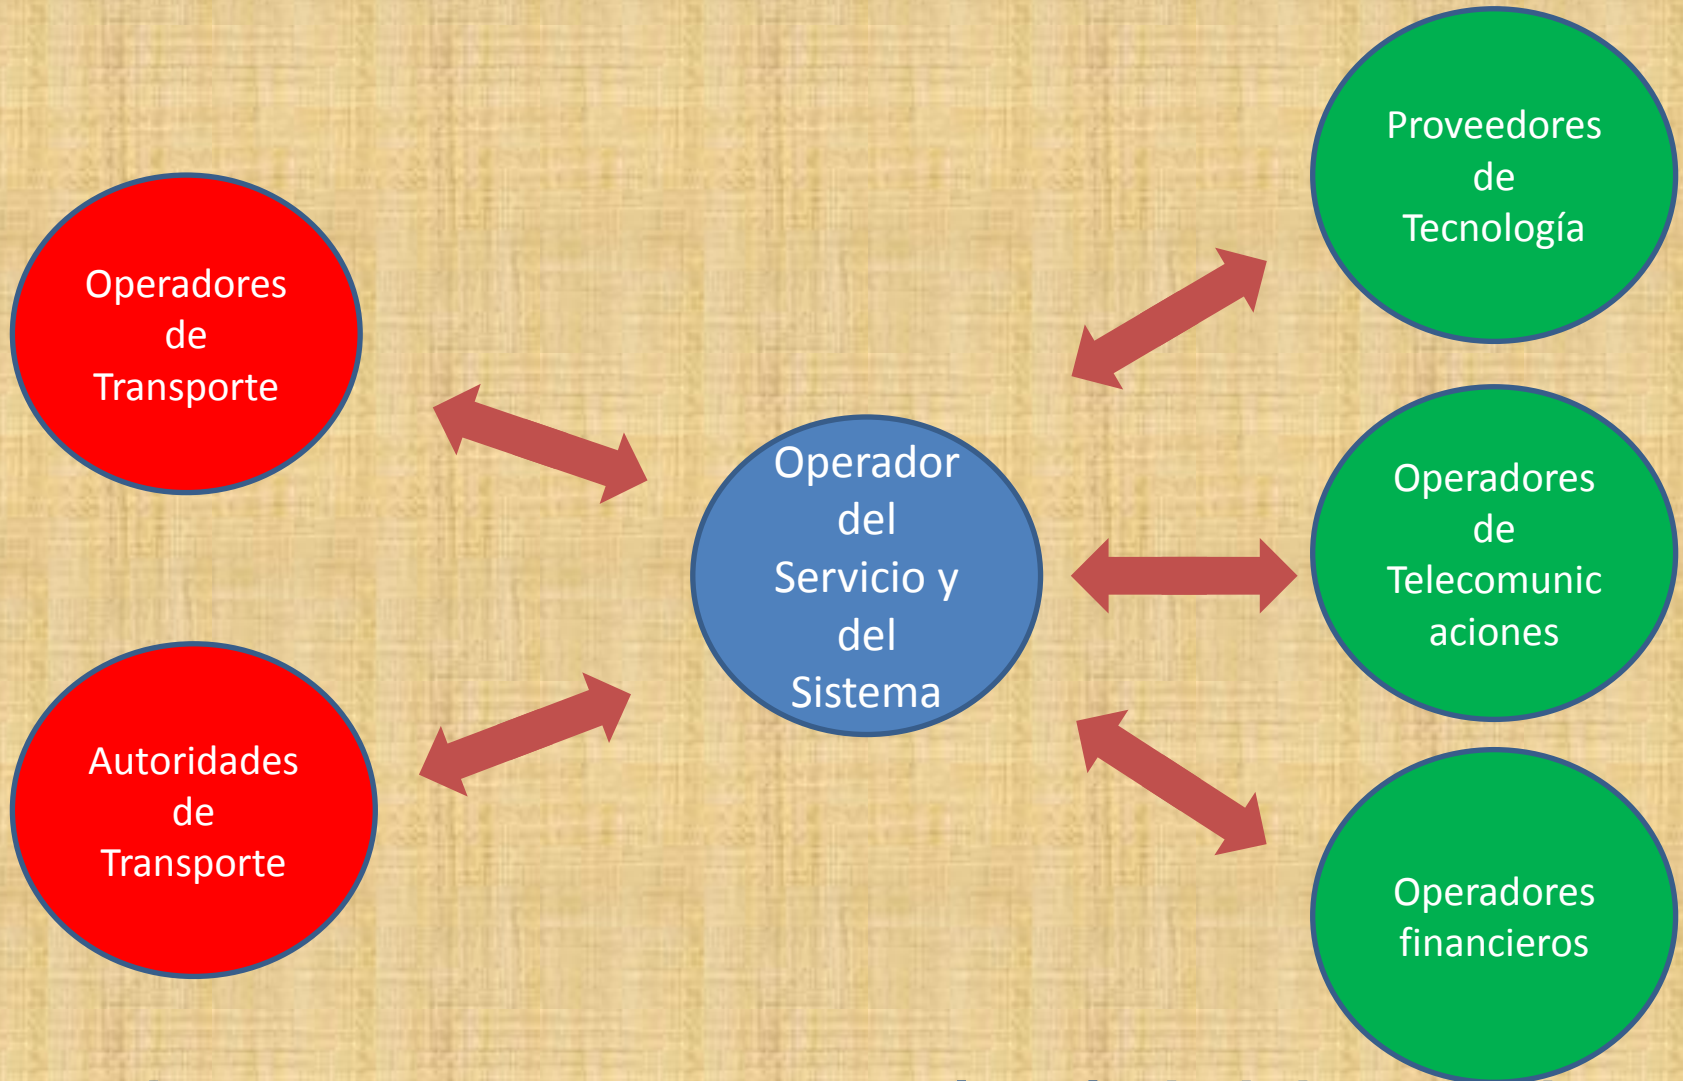 Operadores
de
Transporte
Autoridades
de
Transporte
Operador
del
Servicio y
del
Sistema
Proveedores
de
Tecnología
Operadores
de
Telecomunic
aciones
Operadores
financieros